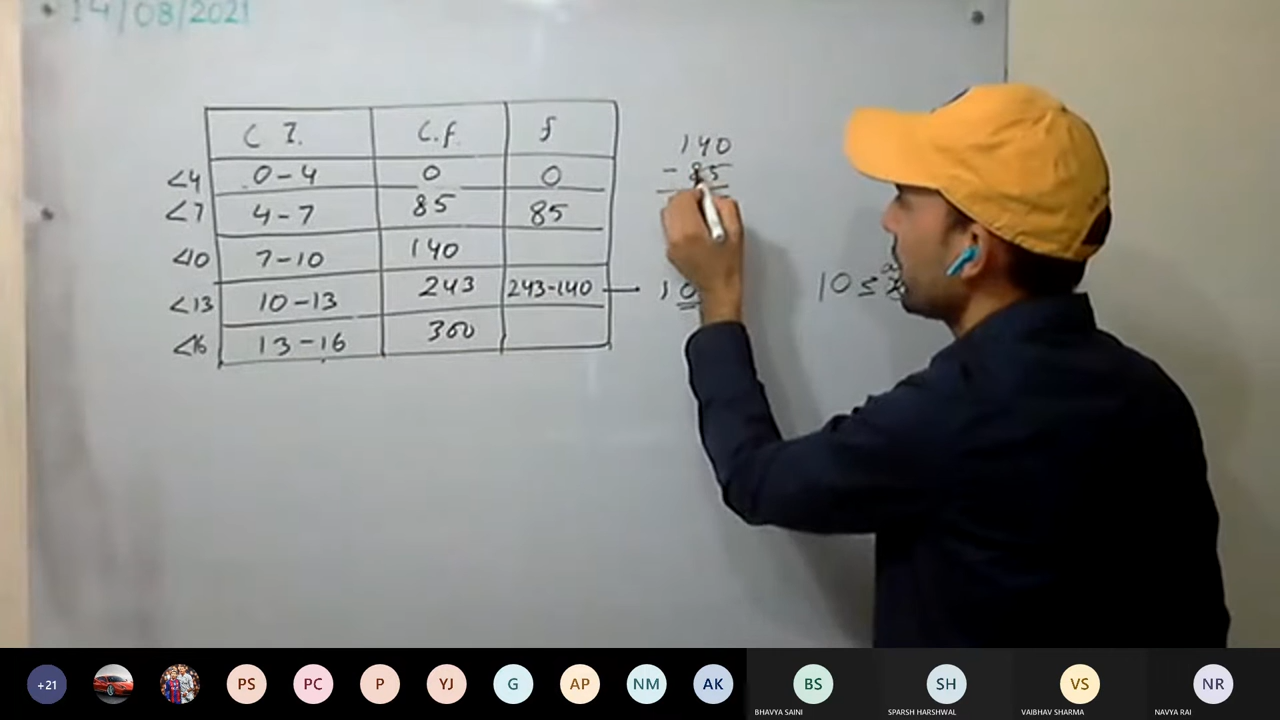 14/08/2021
C I. C.f. f
<4 0-4 0 0
<7 4-7 85 85
<10 7-10 140
<13 10-13 243 243-140
<16 13-16 300
140
- 85
10
10≤
+21
PS
PC
P
YJ
G
AP
NM
AK
BS
BHAVYA SAINI
SH
SPARSH HARSHWAL
VS
VAIBHAV SHARMA
NR
NAVYA RAI